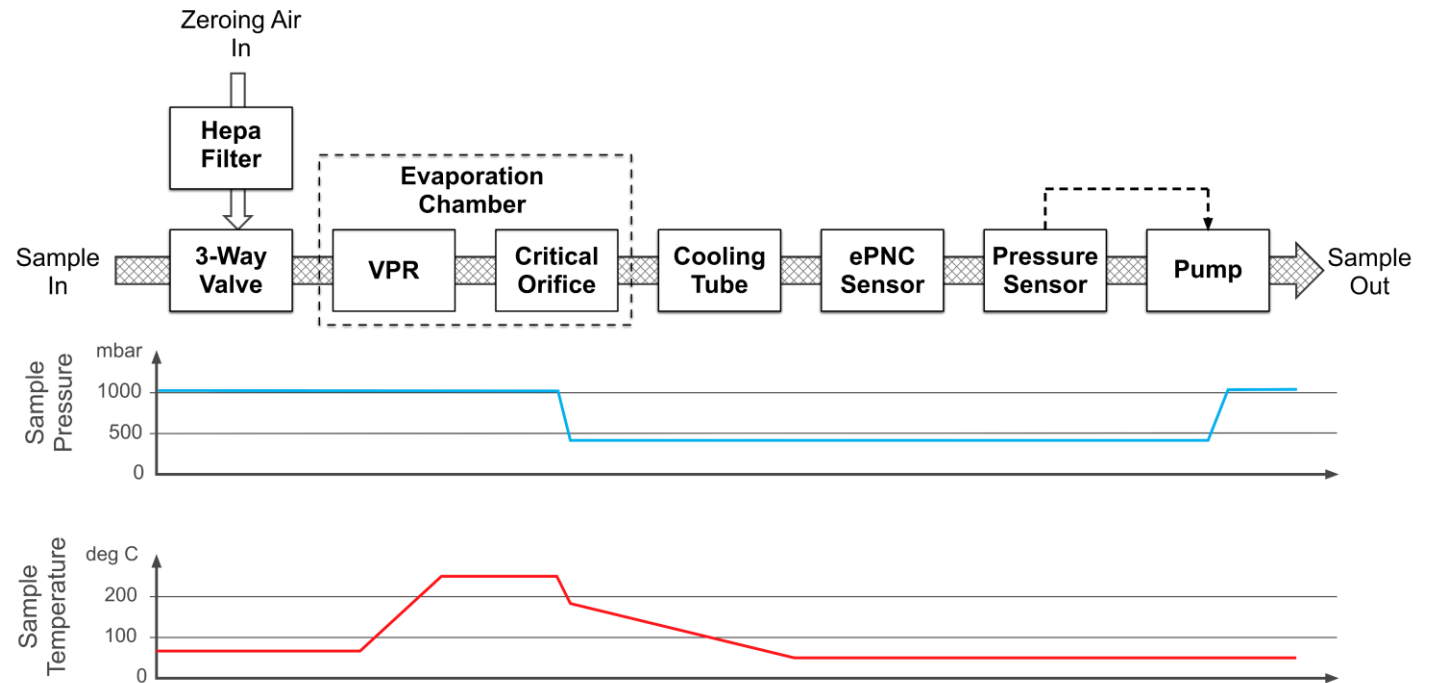 Zeroing Air
In
Hepa
Filter
Evaporation
Chamber
Sample
In
3-Way
Valve
VPR
Critical
Orifice
Cooling
Tube
ePNC
Sensor
Pressure
Sensor
Pump
Sample
Out
Sample
Pressure
mbar
1000
500
0
Sample
Temperature
deg C
200
100
0